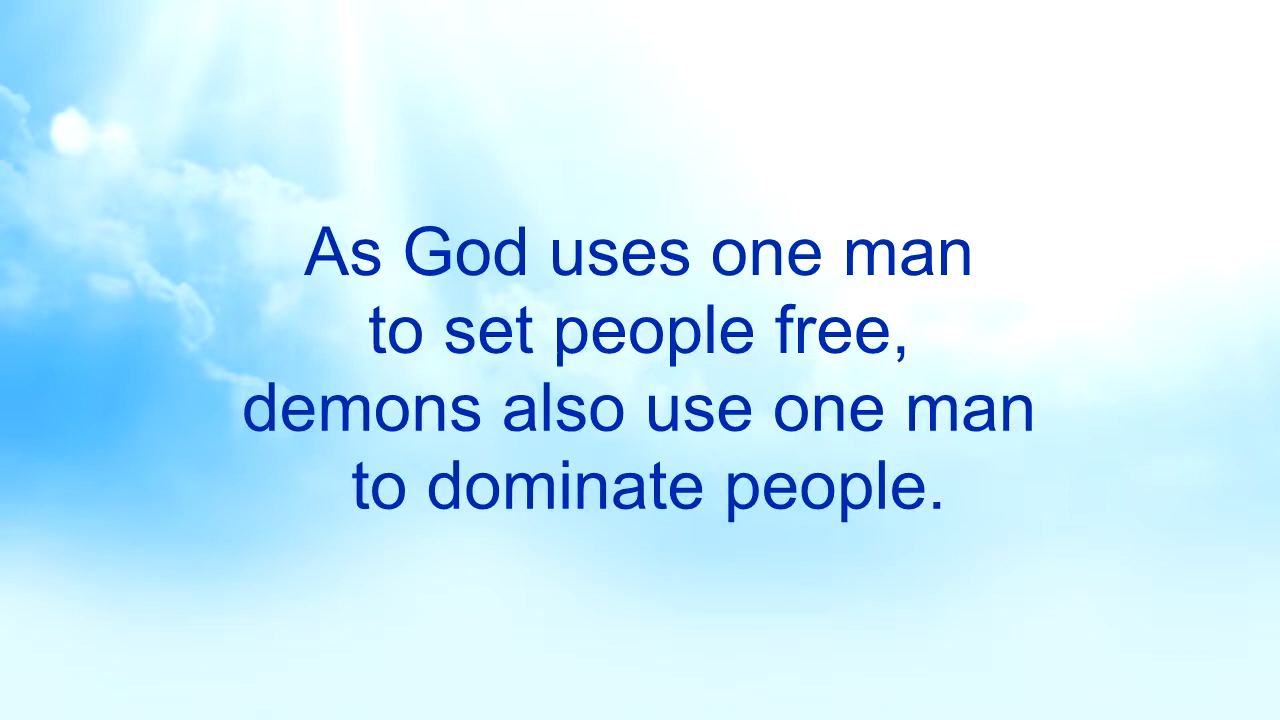 As God uses one man
to set people free,
demons also use one man
to dominate people.